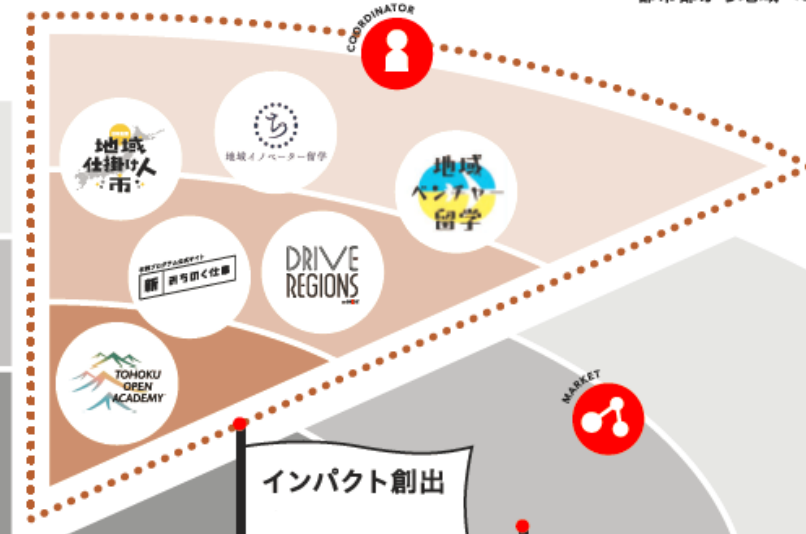 COORDINATOR
地域
仕掛け人
市
ち
地域イノベーター留学
地域
ベンチャー
留学
新 みちのく仕事
DRIVE
REGIONS
TOHOKU
OPEN
ACADEMY
MARKET
インパクト創出